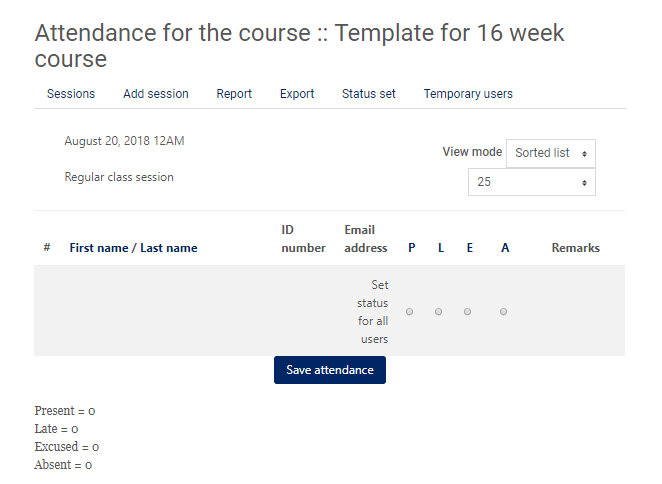 Attendance for the course :: Template for 16 week
course
Sessions Add session Report Export Status set Temporary users
August 20, 2018 12AM
View mode Sorted list
Regular class session
25
# First name / Last name ID number Email address P L E A Remarks
Set
status
for all
users
Save attendance
Present = 0
Late = 0
Excused = 0
Absent = 0